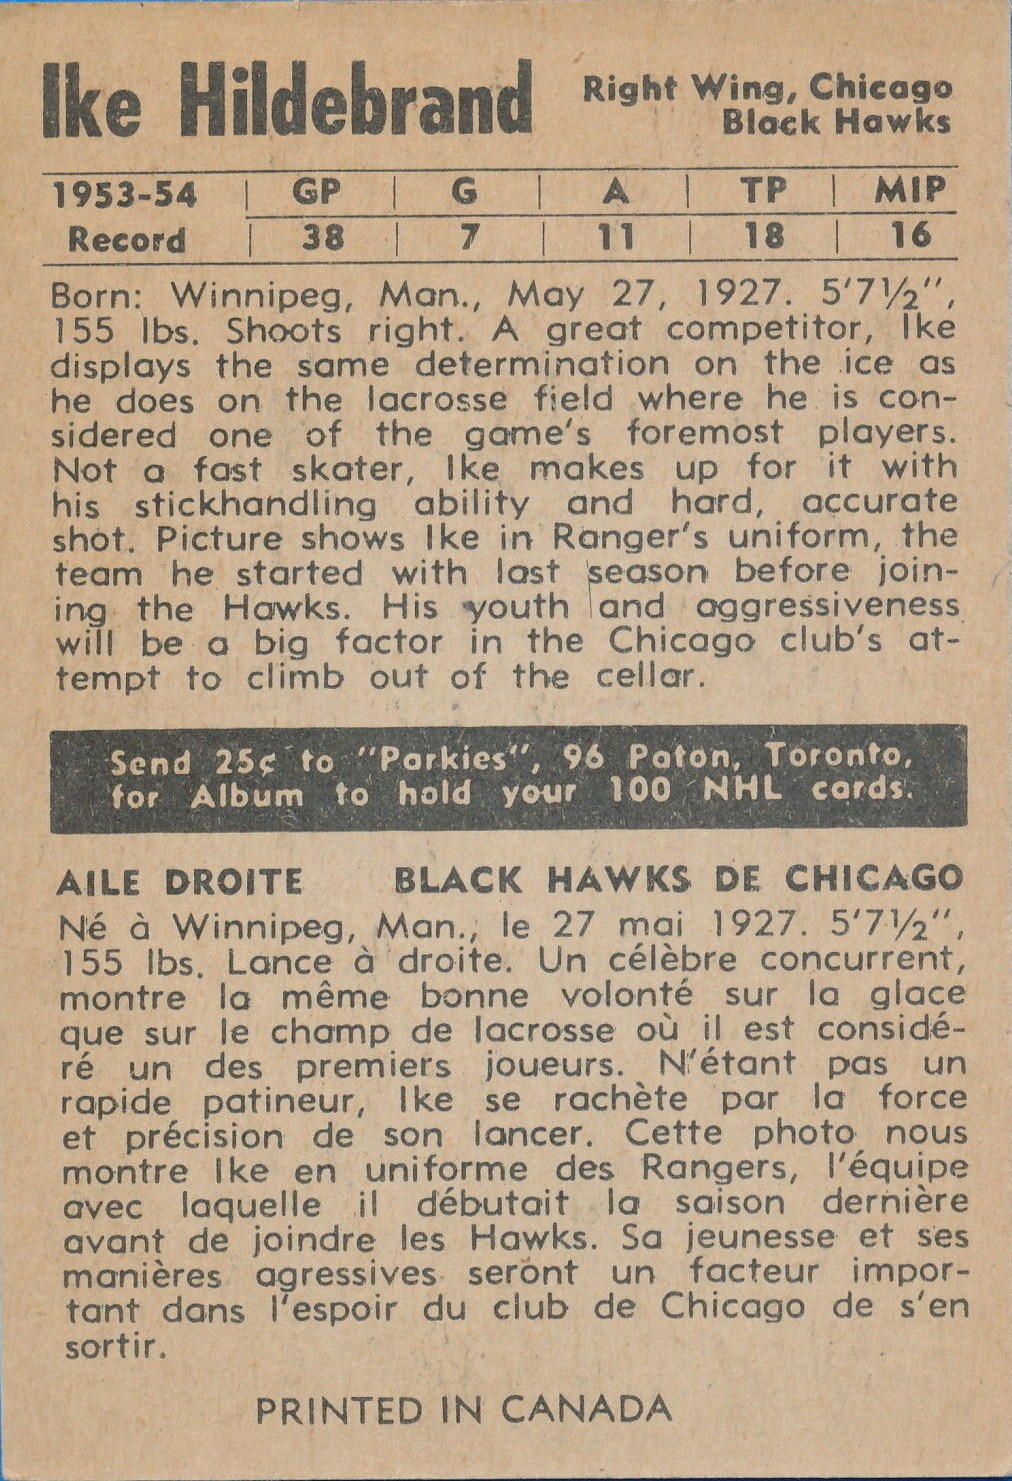 Ike Hildebrand
Right Wing, Chicago
Black Hawks
1953-54 | GP | G | A | TP | MIP
Record | 38 | 7 | 11 | 18 | 16
Born: Winnipeg, Man., May 27, 1927. 5'7½",
155 lbs. Shoots right. A great competitor, Ike
displays the same determination on the ice as
he does on the lacrosse field where he is con-
sidered one of the game's foremost players.
Not a fast skater, Ike makes up for it with
his stickhandling ability and hard, accurate
shot. Picture shows Ike in Ranger's uniform, the
team he started with last season before join-
ing the Hawks. His youth and aggressiveness
will be a big factor in the Chicago club's at-
tempt to climb out of the cellar.
Send 25¢ to "Parkies", 96 Paton, Toronto,
for Album to hold your 100 NHL cards.
AILE DROITE BLACK HAWKS DE CHICAGO
Né à Winnipeg, Man., le 27 mai 1927. 5'7½",
155 lbs. Lance à droite. Un célèbre concurrent,
montre la même bonne volonté sur la glace
que sur le champ de lacrosse où il est considé-
ré un des premiers joueurs. N'étant pas un
rapide patineur, Ike se rachète par la force
et précision de son lancer. Cette photo nous
montre Ike en uniforme des Rangers, l'équipe
avec laquelle il débutait la saison dernière
avant de joindre les Hawks. Sa jeunesse et ses
manières agressives seront un facteur impor-
tant dans l'espoir du club de Chicago de s'en
sortir.
PRINTED IN CANADA